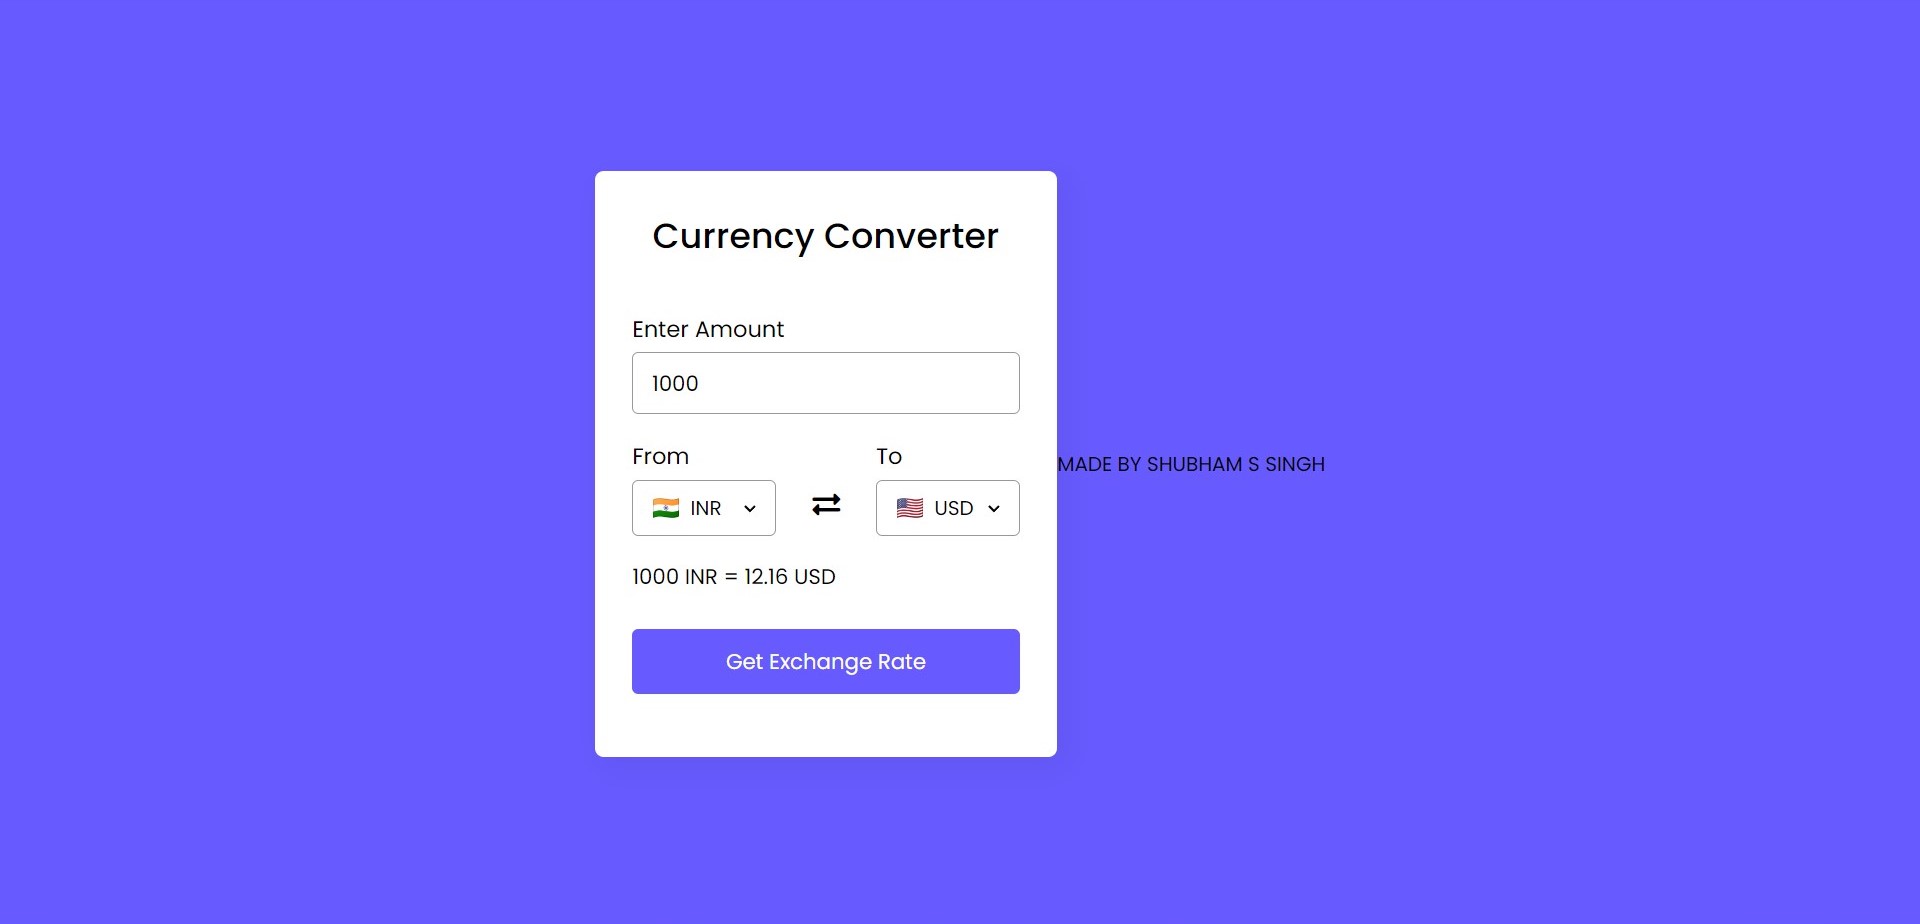 Currency Converter
Enter Amount
1000
From To
INR USD
1000 INR = 12.16 USD
Get Exchange Rate
MADE BY SHUBHAM S SINGH